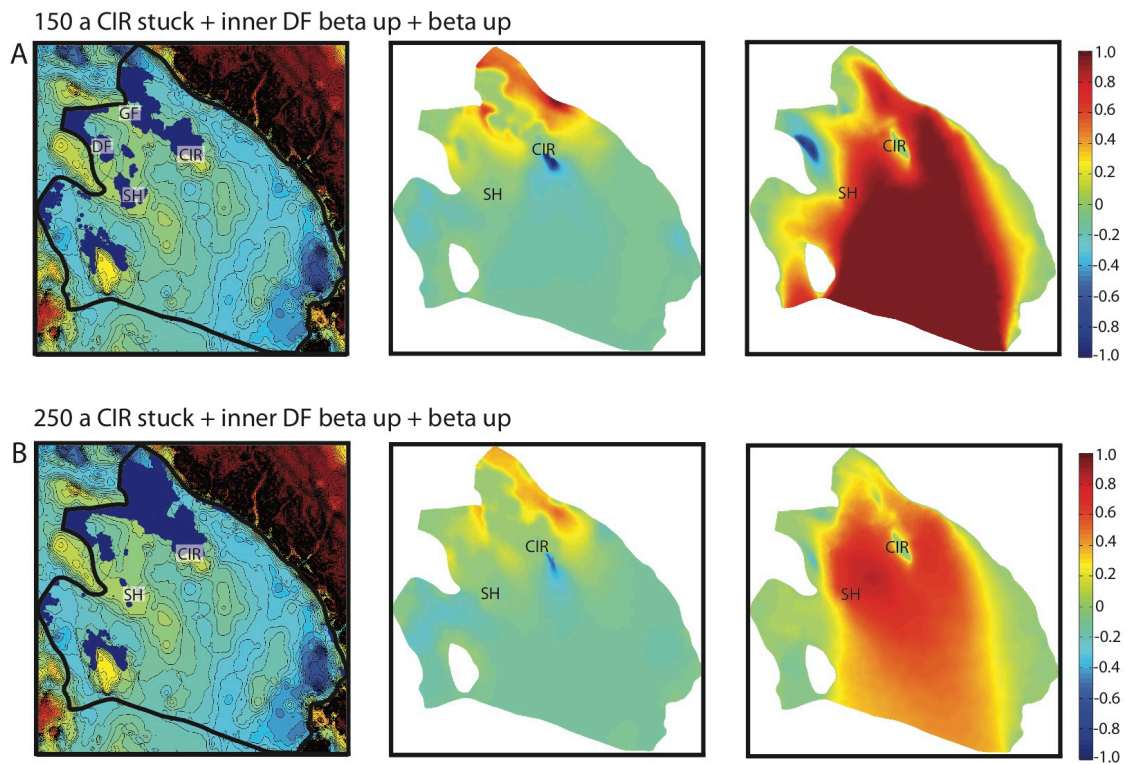 150 a CIR stuck + inner DF beta up + beta up
A
GF
DF
CIR
SH
CIR
SH
CIR
SH
1.0
0.8
0.6
0.4
0.2
0
-0.2
-0.4
-0.6
-0.8
-1.0
250 a CIR stuck + inner DF beta up + beta up
B
CIR
SH
CIR
SH
CIR
SH
1.0
0.8
0.6
0.4
0.2
0
-0.2
-0.4
-0.6
-0.8
-1.0